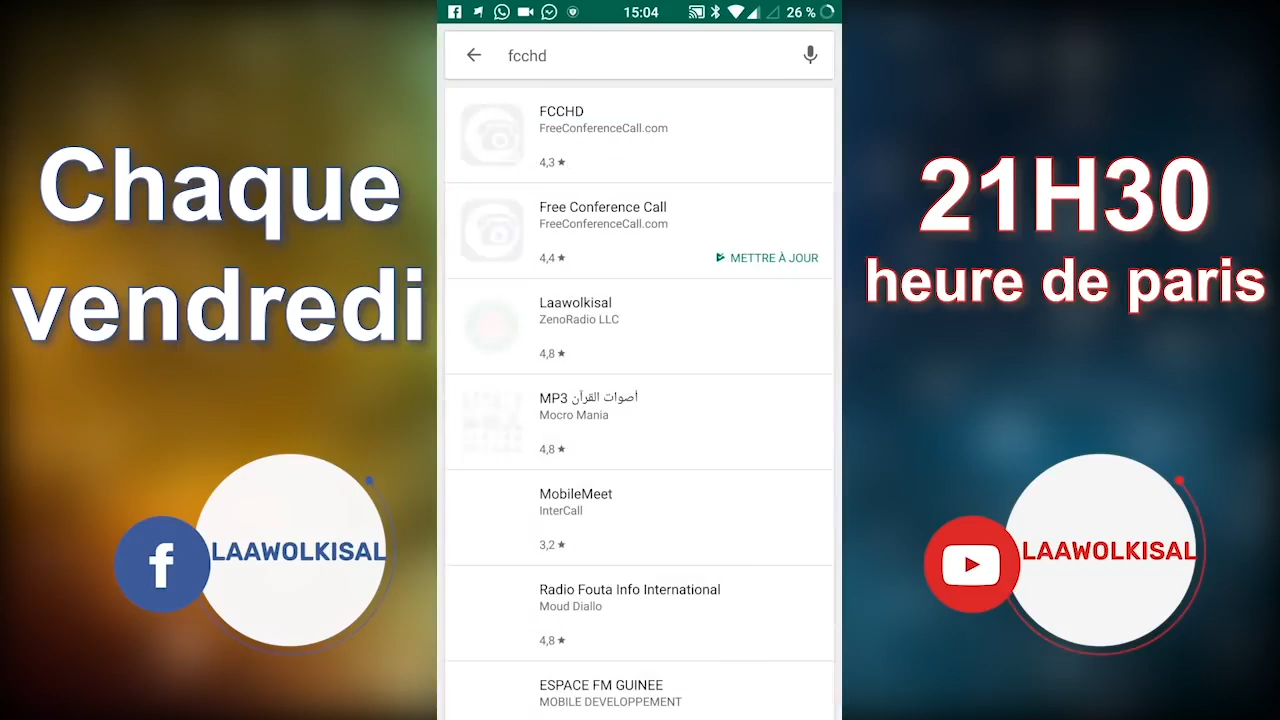 Chaque
vendredi
LAAWOLKISAL
15:04
26 %
fcchd
FCCHD
FreeConferenceCall.com
4,3 ★
Free Conference Call
FreeConferenceCall.com
4,4 ★
METTRE À JOUR
Laawolkisal
ZenoRadio LLC
4,8 ★
MP3 أصوات القرآن
Mocro Mania
4,8 ★
MobileMeet
InterCall
3,2 ★
Radio Fouta Info International
Moud Diallo
4,8 ★
ESPACE FM GUINEE
MOBILE DEVELOPPEMENT
21H30
heure de paris
LAAWOLKISAL